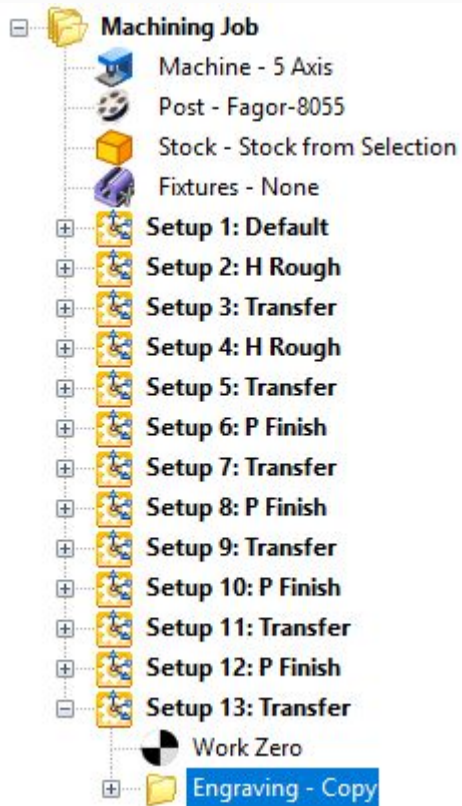 Machining Job
Machine - 5 Axis
Post - Fagor-8055
Stock - Stock from Selection
Fixtures - None
Setup 1: Default
Setup 2: H Rough
Setup 3: Transfer
Setup 4: H Rough
Setup 5: Transfer
Setup 6: P Finish
Setup 7: Transfer
Setup 8: P Finish
Setup 9: Transfer
Setup 10: P Finish
Setup 11: Transfer
Setup 12: P Finish
Setup 13: Transfer
Work Zero
Engraving - Copy